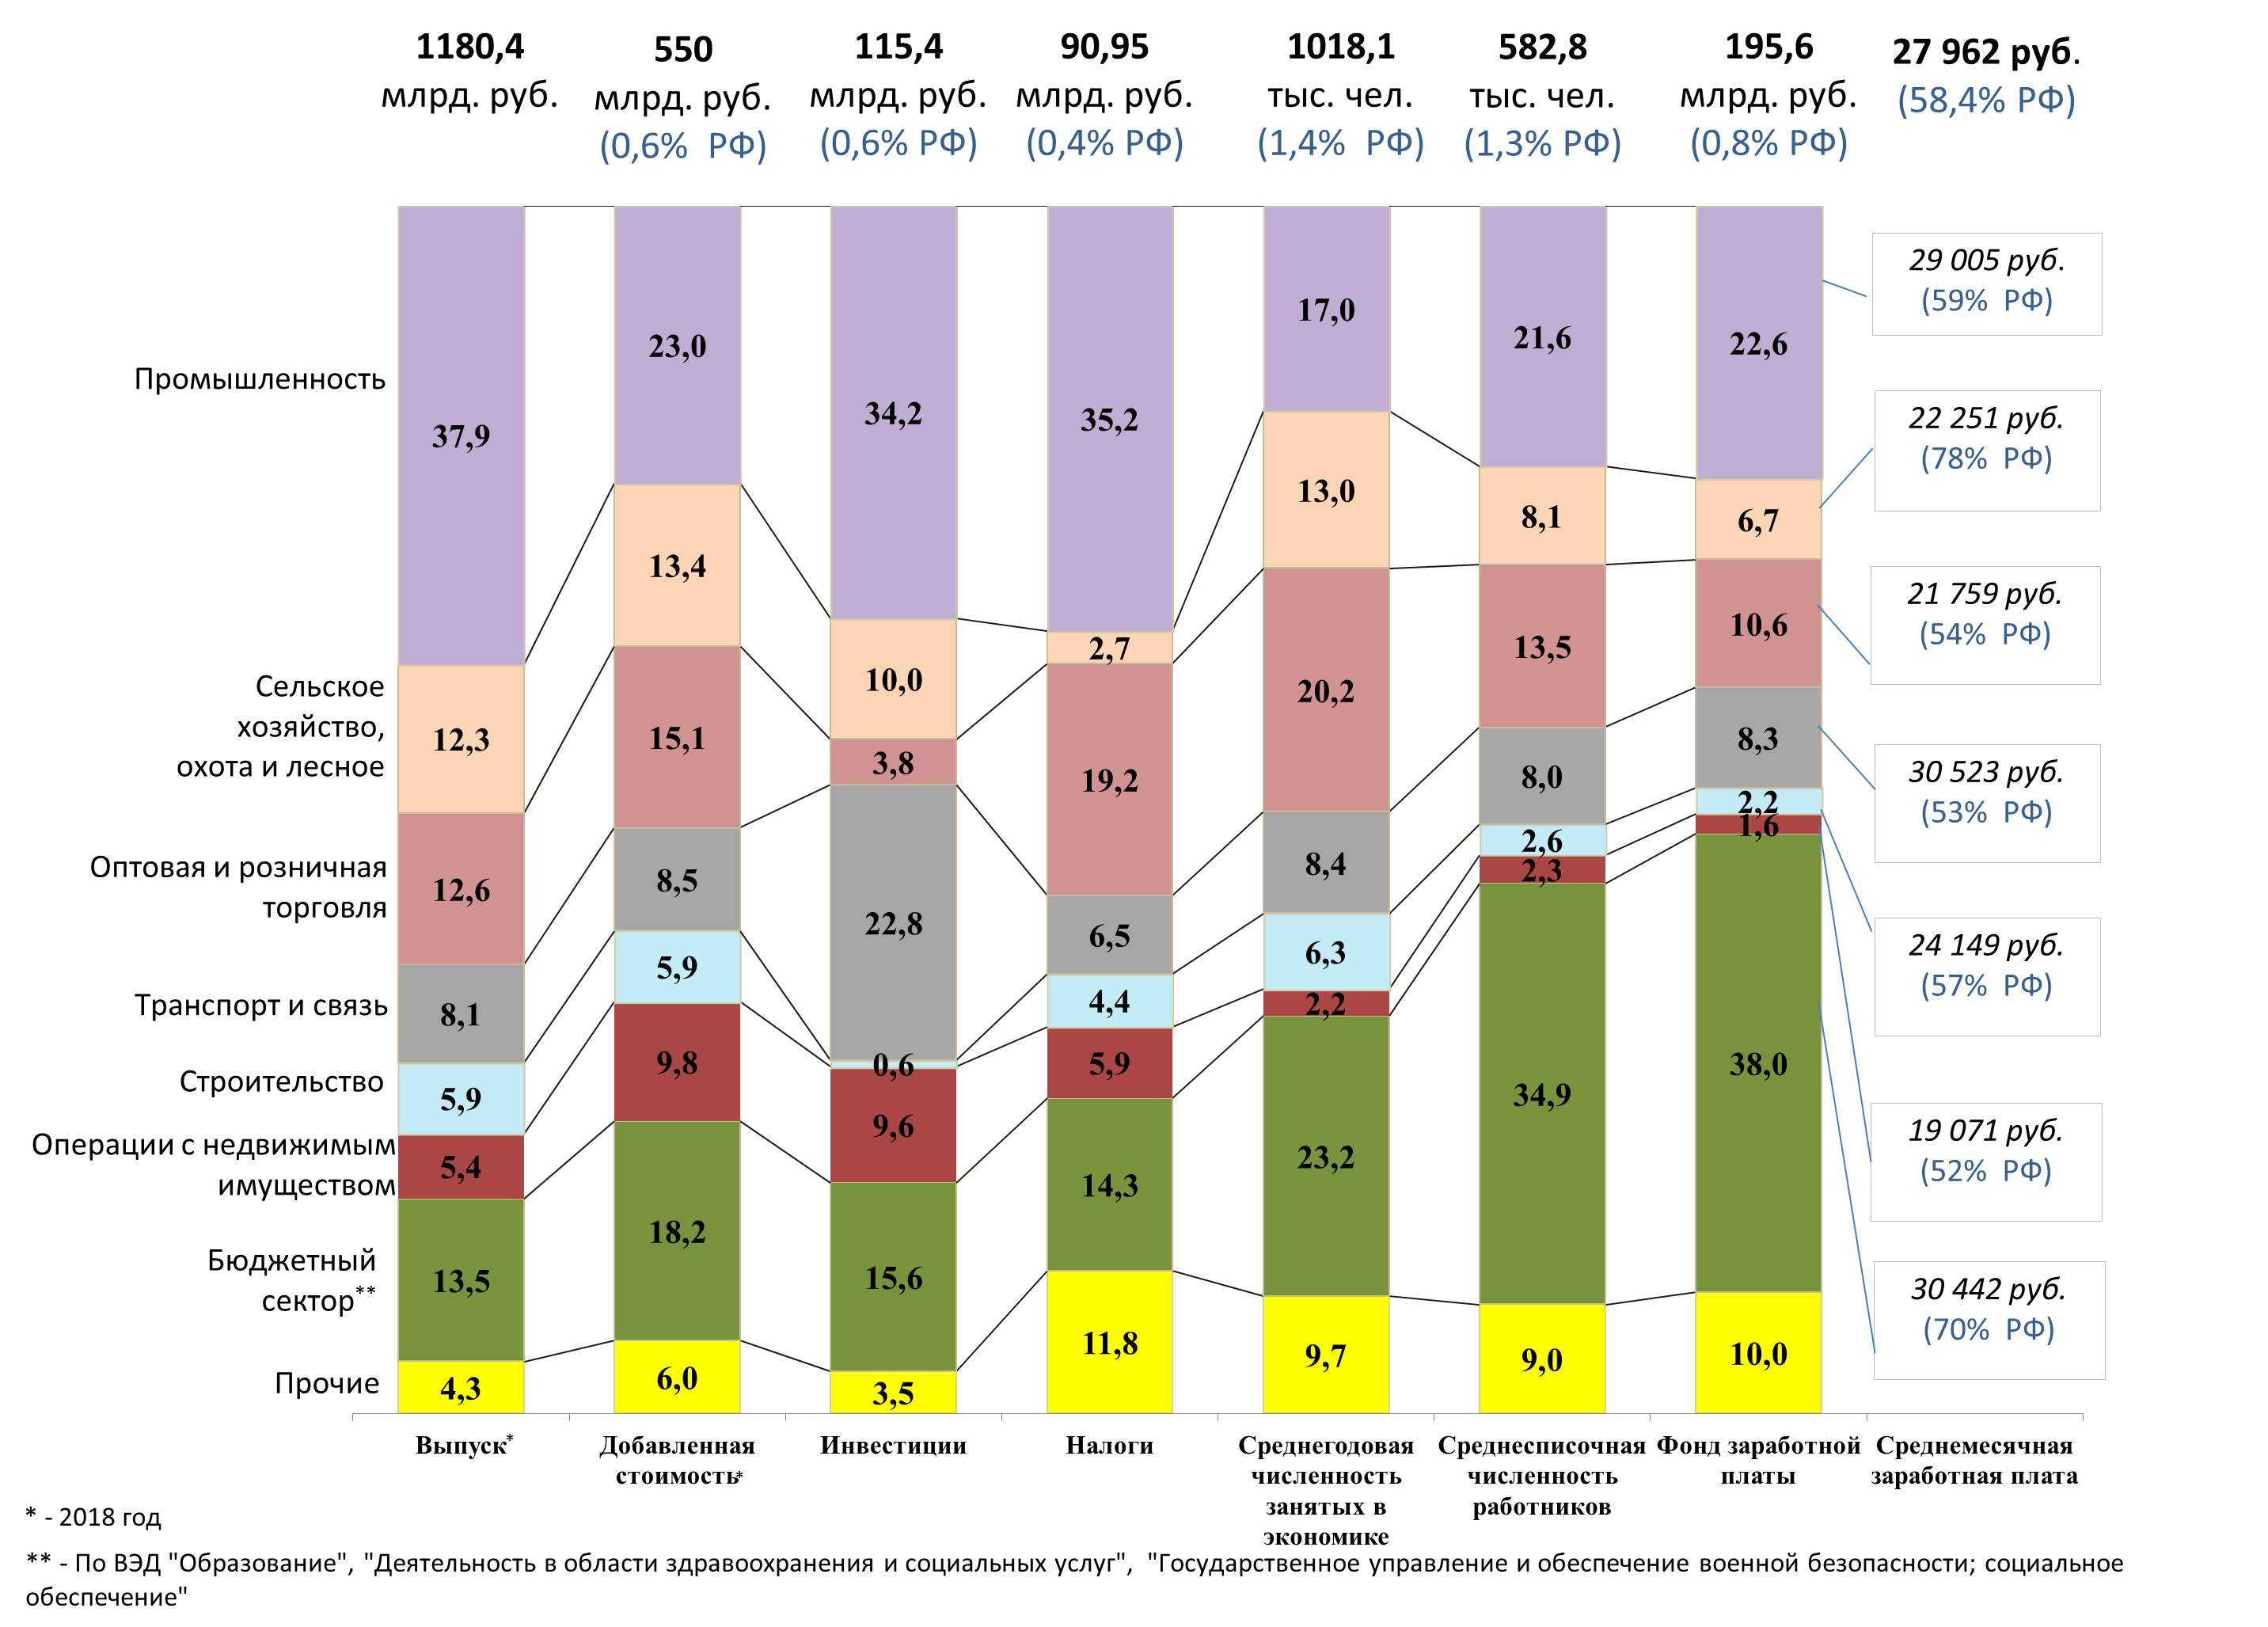 1180,4
млрд. руб.
550
млрд. руб.
(0,6%  РФ)
115,4
млрд. руб.
(0,6% РФ)
90,95
млрд. руб.
(0,4% РФ)
1018,1
тыс. чел.
(1,4%  РФ)
582,8
тыс. чел.
(1,3% РФ)
195,6
млрд. руб.
(0,8% РФ)
27 962 руб.
(58,4% РФ)
Промышленность
Сельское
хозяйство,
охота и лесное
Оптовая и розничная
торговля
Транспорт и связь
Строительство
Операции с недвижимым
имуществом
Бюджетный
сектор**
Прочие
37,9
12,3
12,6
8,1
5,9
5,4
13,5
4,3
23,0
13,4
15,1
8,5
5,9
9,8
18,2
6,0
34,2
10,0
3,8
22,8
0,6
9,6
15,6
3,5
35,2
2,7
19,2
6,5
4,4
5,9
14,3
11,8
17,0
13,0
20,2
8,4
6,3
2,2
23,2
9,7
21,6
8,1
13,5
8,0
2,6
2,3
34,9
9,0
22,6
6,7
10,6
8,3
2,2
1,6
38,0
10,0
29 005 руб.
(59%  РФ)
22 251 руб.
(78%  РФ)
21 759 руб.
(54%  РФ)
30 523 руб.
(53%  РФ)
24 149 руб.
(57%  РФ)
19 071 руб.
(52%  РФ)
30 442 руб.
(70%  РФ)
Выпуск*
Добавленная
стоимость*
Инвестиции
Налоги
Среднегодовая
численность
занятых в
экономике
Среднесписочная
численность
работников
Фонд заработной
платы
Среднемесячная
заработная плата
* - 2018 год
** - По ВЭД "Образование", "Деятельность в области здравоохранения и социальных услуг",  "Государственное управление и обеспечение военной безопасности; социальное
обеспечение"